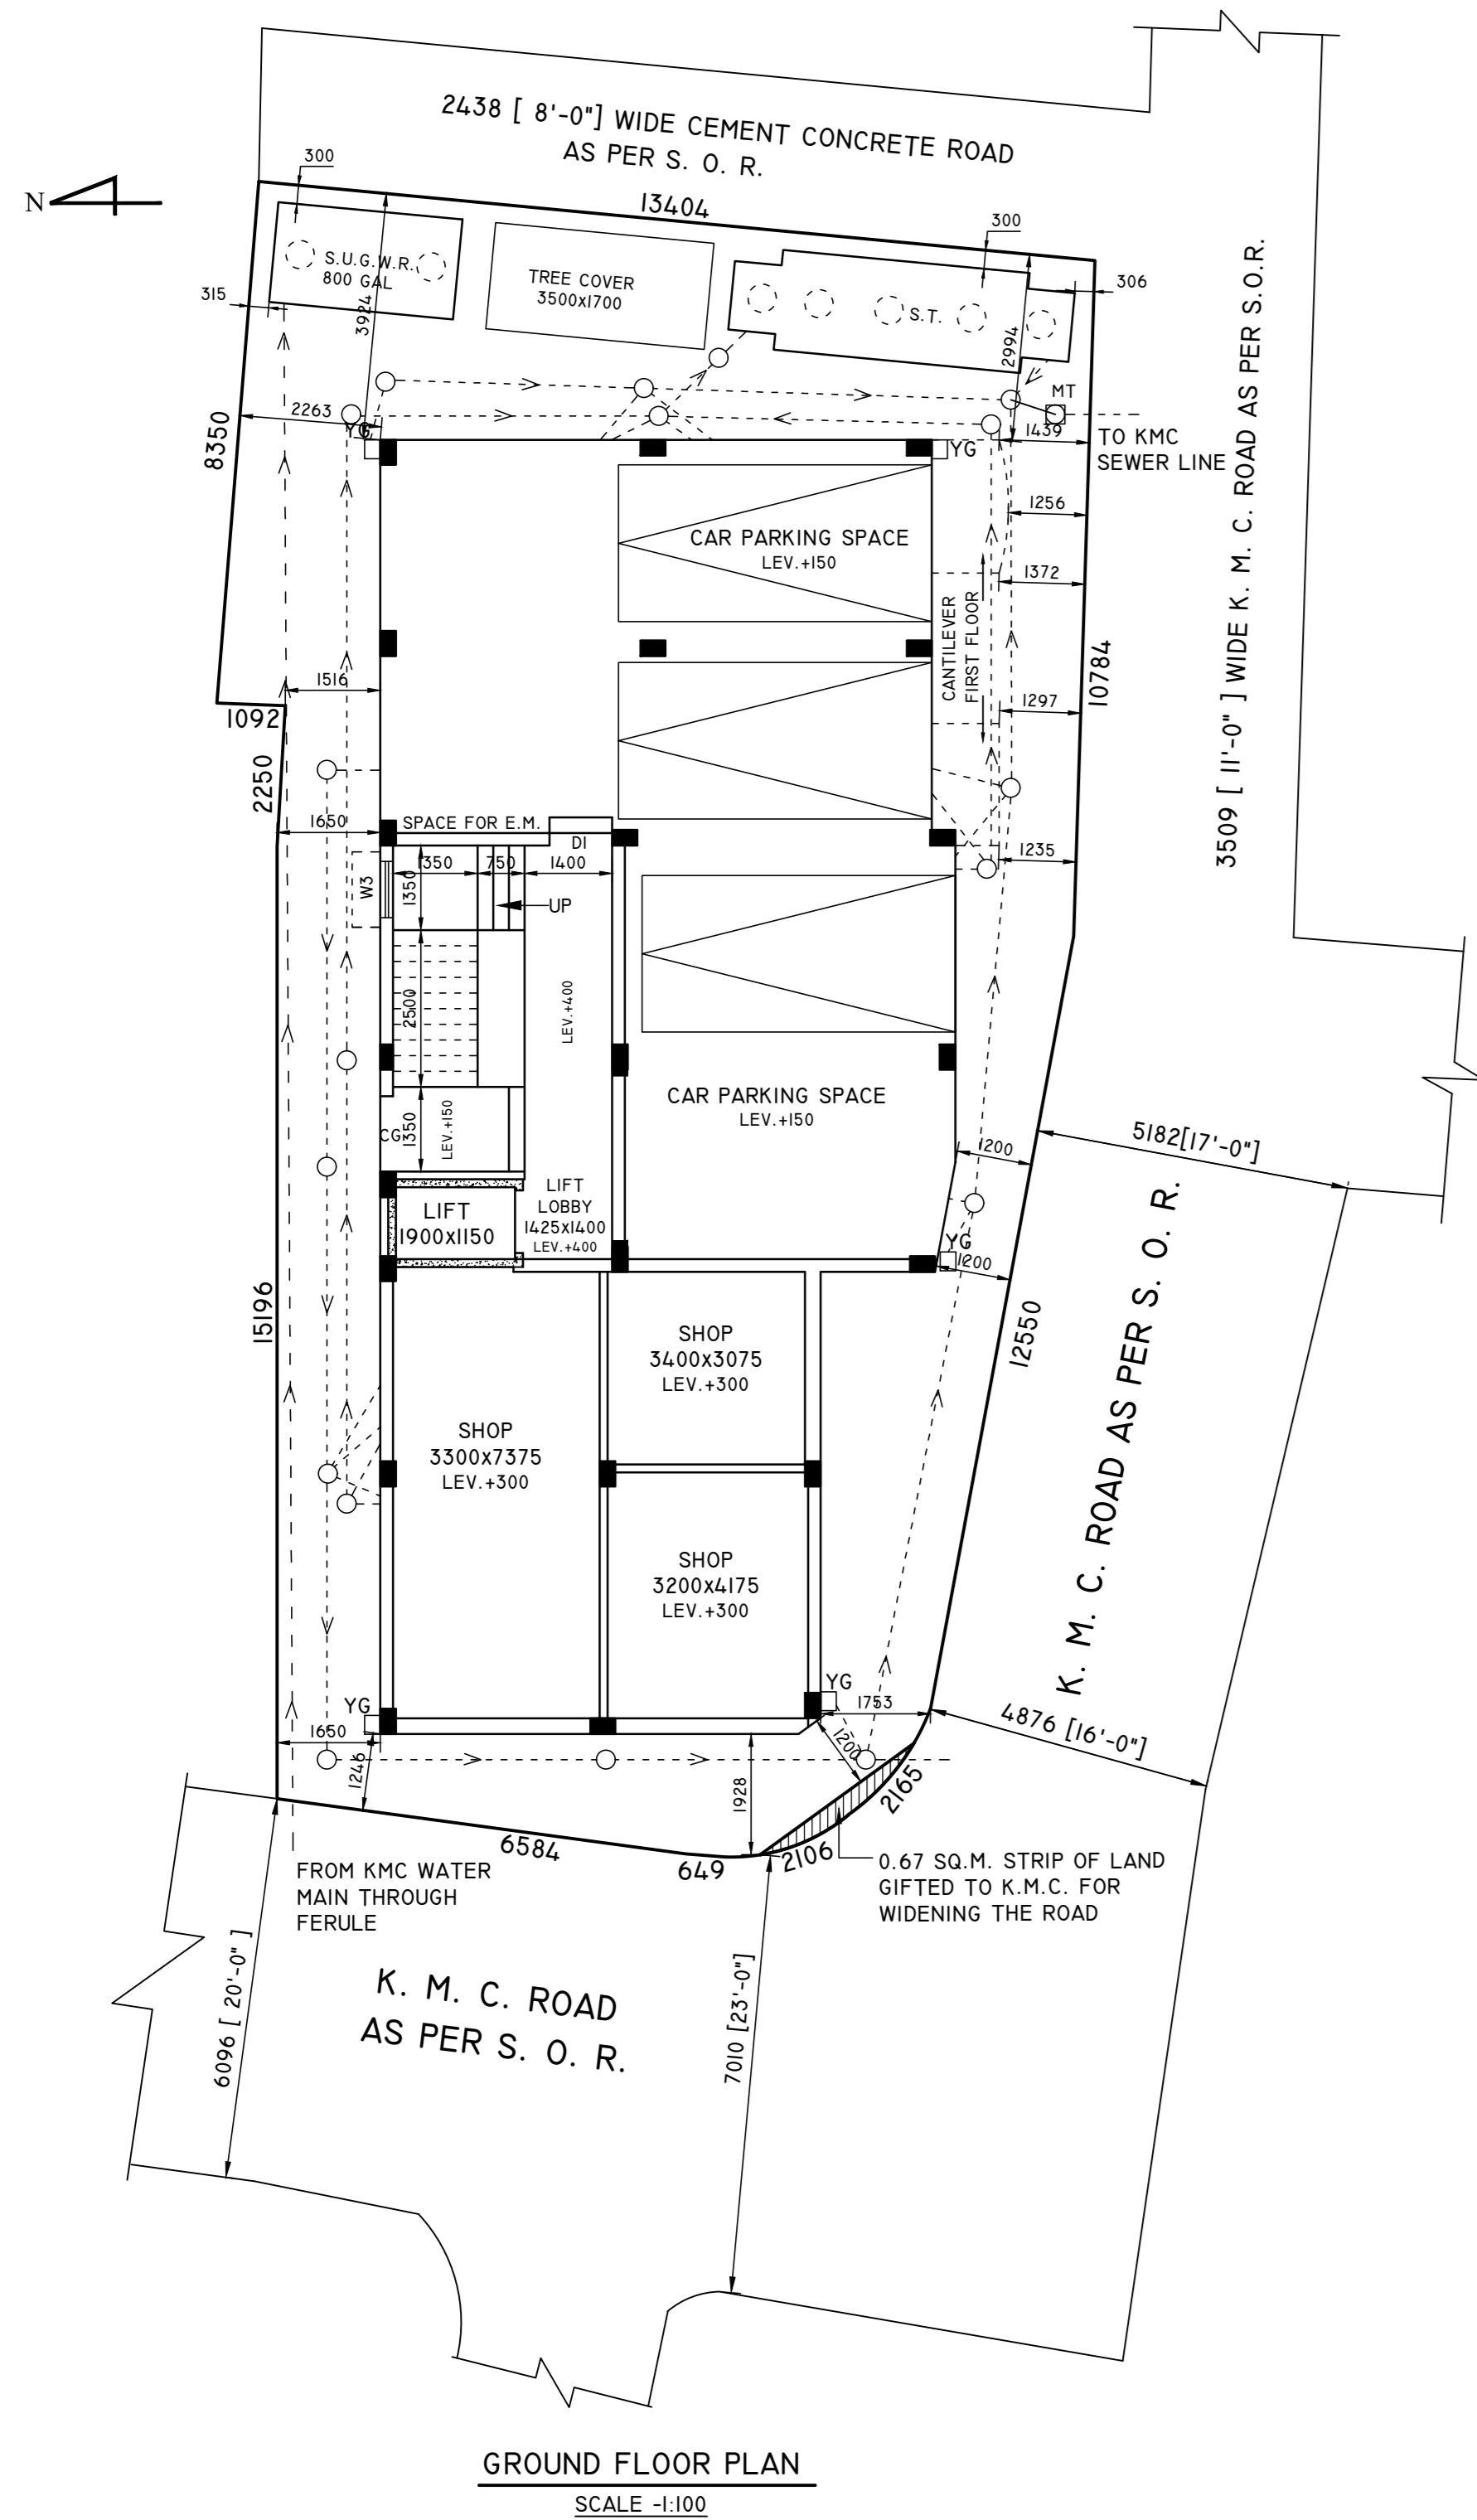 2438 [ 8'-0"] WIDE CEMENT CONCRETE ROAD
AS PER S. O. R.
300
N
13404
300
S.U.G.W.R.
800 GAL
TREE COVER
3500x1700
S.T.
306
315
3924
2994
3509 [ 11'-0" ] WIDE K. M. C. ROAD AS PER S.O.R.
MT
8350
2263
YG
1439
TO KMC
SEWER LINE
YG
1256
CAR PARKING SPACE
LEV.+150
1372
CANTILEVER
FIRST FLOOR
10784
1516
1297
1092
2250
1650
SPACE FOR E.M.
D1
1235
W3
1350
1350
750
1400
UP
2500
LEV.+400
CAR PARKING SPACE
LEV.+150
CG
1350
LEV.+150
1200
5182[17'-0"]
LIFT
1900x1150
LIFT
LOBBY
1425x1400
LEV.+400
YG
1200
15196
SHOP
3400x3075
LEV.+300
12550
K. M. C. ROAD AS PER S. O. R.
SHOP
3300x7375
LEV.+300
SHOP
3200x4175
LEV.+300
YG
1650
1246
YG
1753
1200
4876 [16'-0"]
1928
2165
6584
649
2106
FROM KMC WATER
MAIN THROUGH
FERULE
0.67 SQ.M. STRIP OF LAND
GIFTED TO K.M.C. FOR
WIDENING THE ROAD
6096 [ 20'-0" ]
K. M. C. ROAD
AS PER S. O. R.
7010 [23'-0"]
GROUND FLOOR PLAN
SCALE -1:100